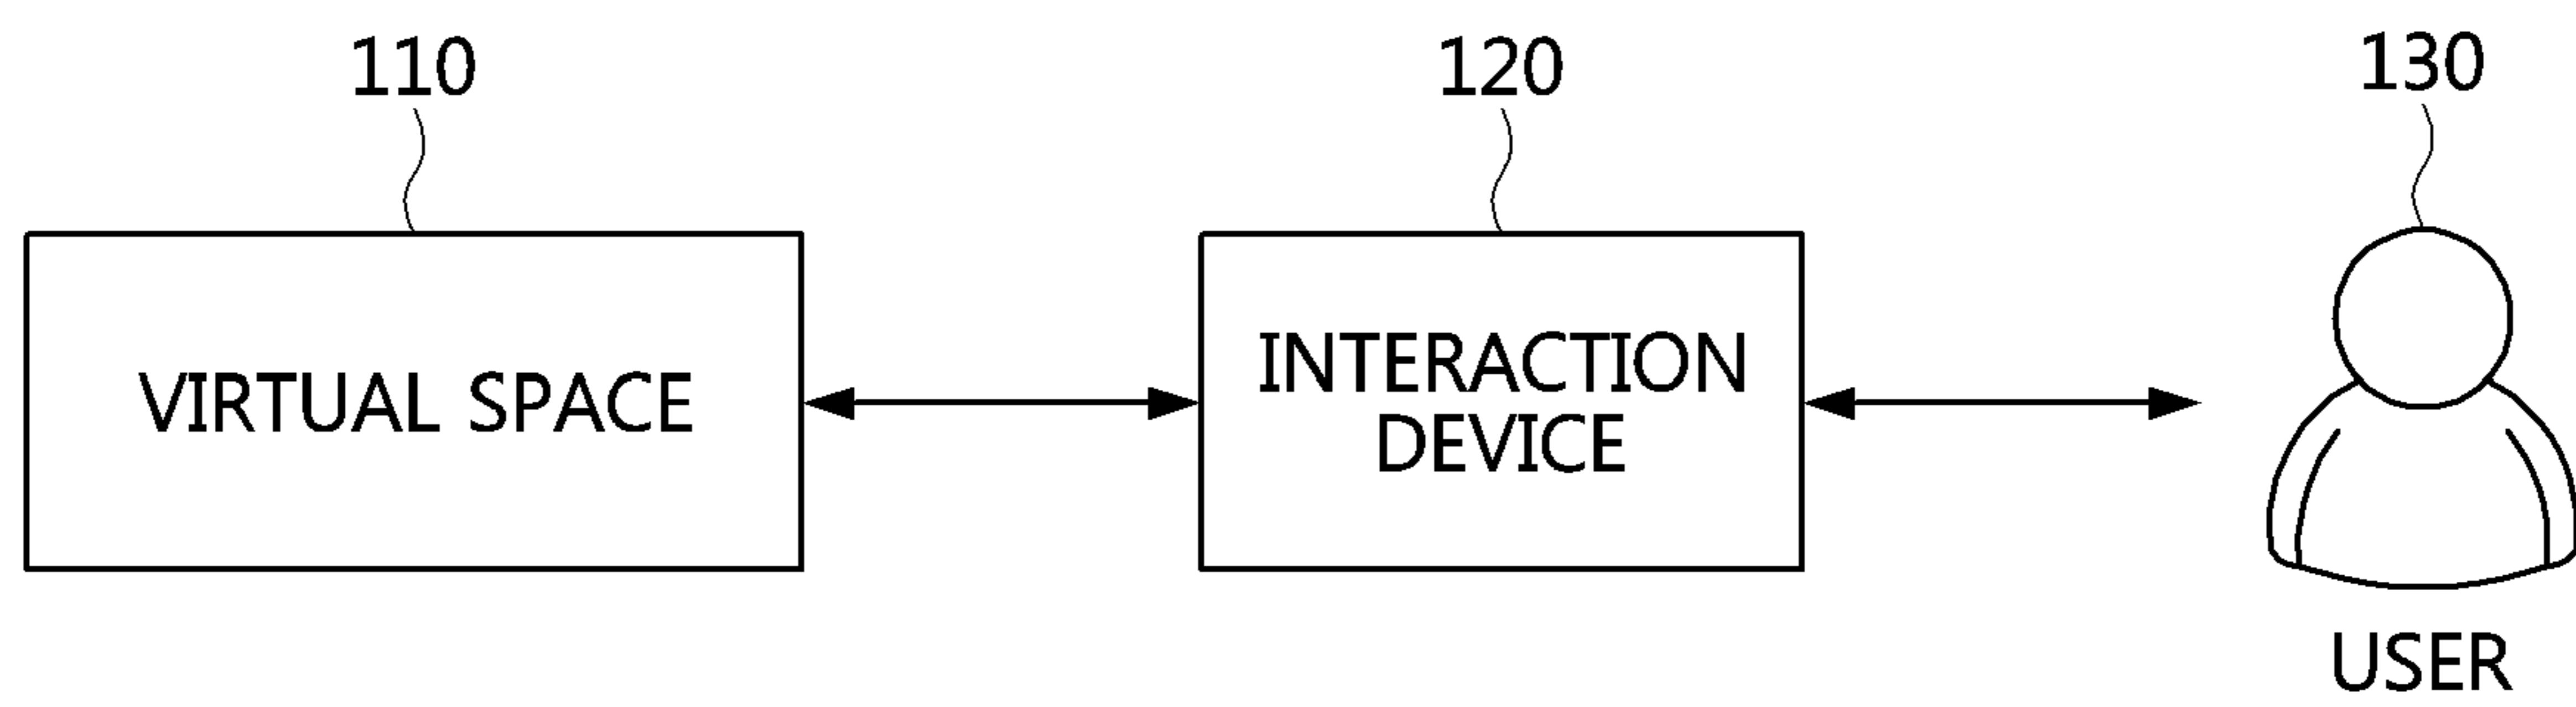 110
120
130
VIRTUAL SPACE
INTERACTION
DEVICE
USER